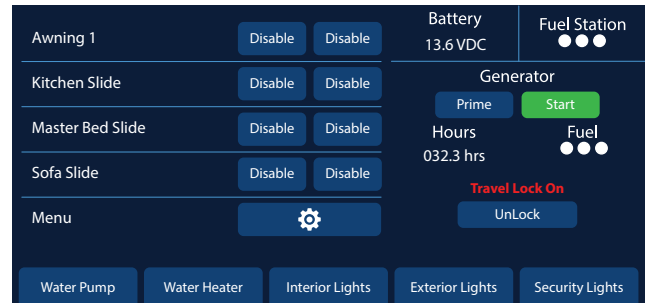 Awning 1 Disable Disable
Kitchen Slide Disable Disable
Master Bed Slide Disable Disable
Sofa Slide Disable Disable
Menu
Battery
13.6 VDC
Fuel Station
Generator
Prime Start
Hours Fuel
032.3 hrs
Travel Lock On
UnLock
Water Pump Water Heater Interior Lights Exterior Lights Security Lights